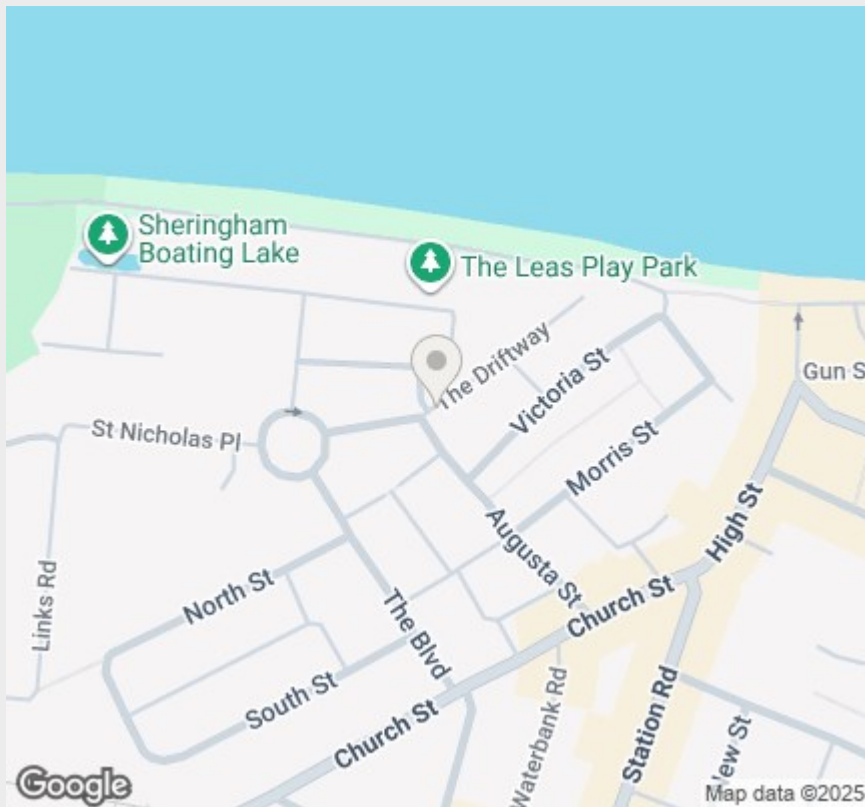 Sheringham
Boating Lake
The Leas Play Park
The Driftway
Victoria St
Gun S
St Nicholas Pl
Morris St
High St
Augusta St
Links Rd
North St
Church St
The Blvd
South St
Church St
Waterbank Rd
Station Rd
New St
Google
Map data ©2025